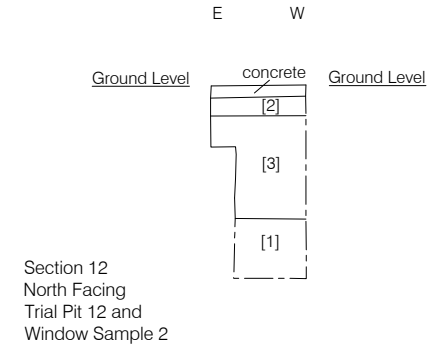 E W
Ground Level concrete Ground Level
[2]
[3]
[1]
Section 12
North Facing
Trial Pit 12 and
Window Sample 2